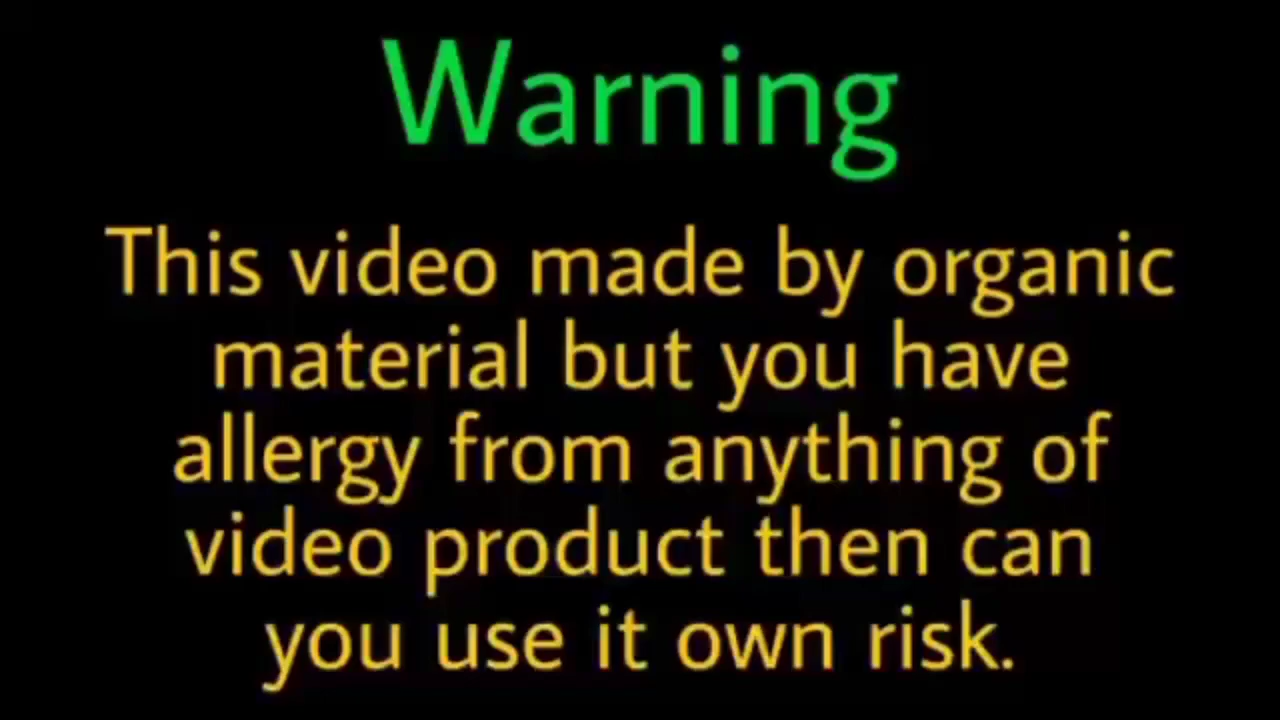 Warning
This video made by organic
material but you have
allergy from anything of
video product then can
you use it own risk.